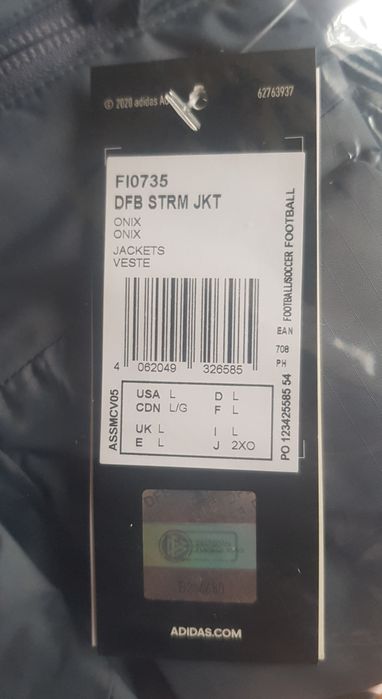 © 2020 adidas A
62763937
FI0735
DFB STRM JKT
ONIX
ONIX
JACKETS
VESTE
FOOTBALL/SOCCER FOOTBALL
EAN
708
PH
4 062049 326585
ASSMCV05
USA L D L
CDN L/G F L
UK L I L
E L J 2XO
PO 123425585 54
ADIDAS.COM